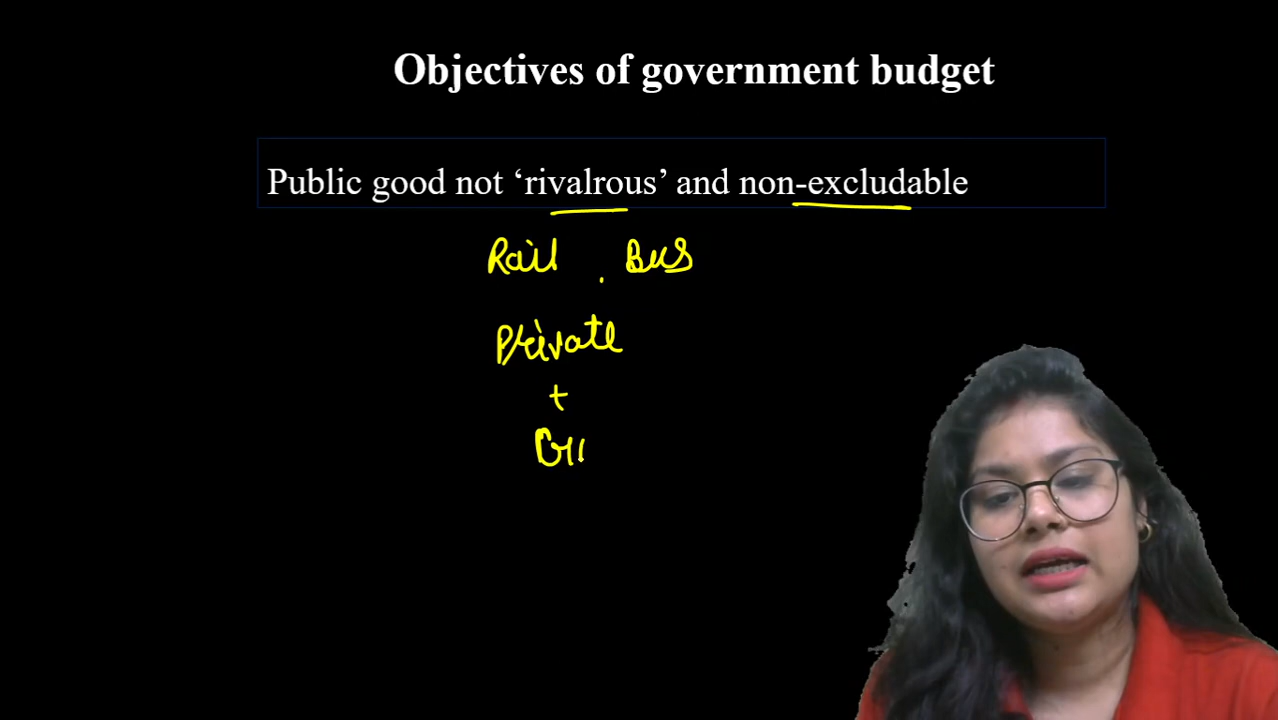 Objectives of government budget
Public good not ‘rivalrous’ and non-excludable
Rail . Bus
Private
+